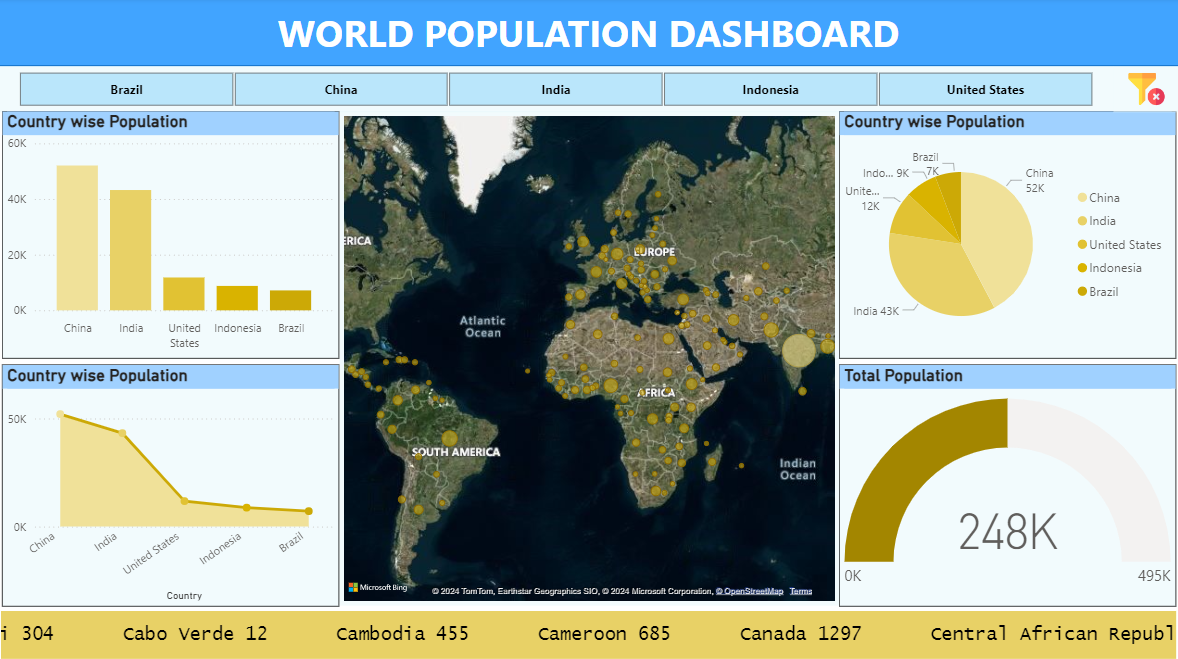 WORLD POPULATION DASHBOARD
Brazil
China
India
Indonesia
United States
Country wise Population
60K
40K
20K
0K
China
India
United
States
Indonesia
Brazil
ERICA
EUROPE
Atlantic
Ocean
AFRICA
SOUTH AMERICA
Indian
Ocean
Microsoft Bing
© 2024 TomTom, Earthstar Geographics SIO, © 2024 Microsoft Corporation, © OpenStreetMap Terms
Country wise Population
Brazil
7K
Indo... 9K
Unite...
12K
China
52K
India 43K
China
India
United States
Indonesia
Brazil
Country wise Population
50K
0K
China
India
United States
Indonesia
Brazil
Country
Total Population
248K
0K
495K
i 304 Cabo Verde 12 Cambodia 455 Cameroon 685 Canada 1297 Central African Republ